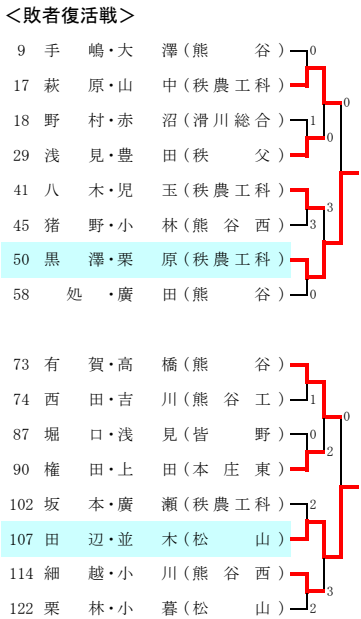 ＜敗者復活戦＞
9 手嶋・大澤(熊谷) 0
17 萩原・山中(秩農工科) 0
18 野村・赤沼(滑川総合) 1
0
29 浅見・豊田(秩父)
41 八木・児玉(秩農工科)
3
45 猪野・小林(熊谷西) 3
50 黒澤・栗原(秩農工科)
58 処・廣田(熊谷) 0
73 有賀・高橋(熊谷)
74 西田・吉川(熊谷工) 1
0
87 堀口・浅見(皆野) 0
2
90 権田・上田(本庄東)
102 坂本・廣瀬(秩農工科) 2
107 田辺・並木(松山)
114 細越・小川(熊谷西)
3
122 栗林・小暮(松山) 2